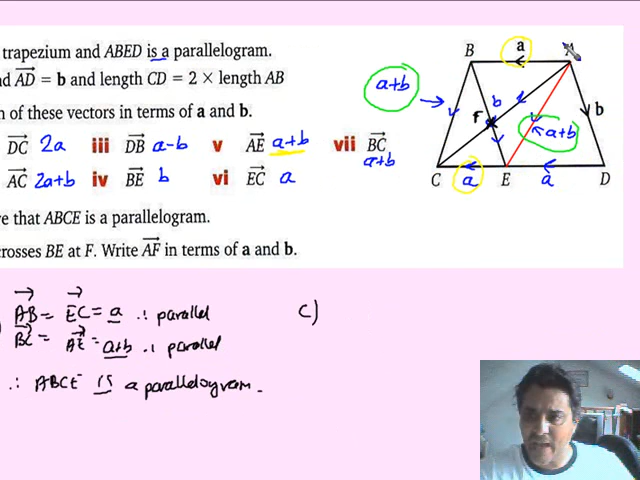 trapezium and ABED is a parallelogram.
nd AD = b and length CD = 2 × length AB
n of these vectors in terms of a and b.
DC 2a iii DB a-b v AE a+b vii BC a+b
AC 2a+b iv BE b vi EC a
ve that ABCE is a parallelogram.
crosses BE at F. Write AF in terms of a and b.
B a A
a+b
b
b
F
a+b
C a E a D
AB = EC = a ∴ parallel
BC = AE = a+b ∴ parallel
∴ ABCE IS a parallelogram.
c)